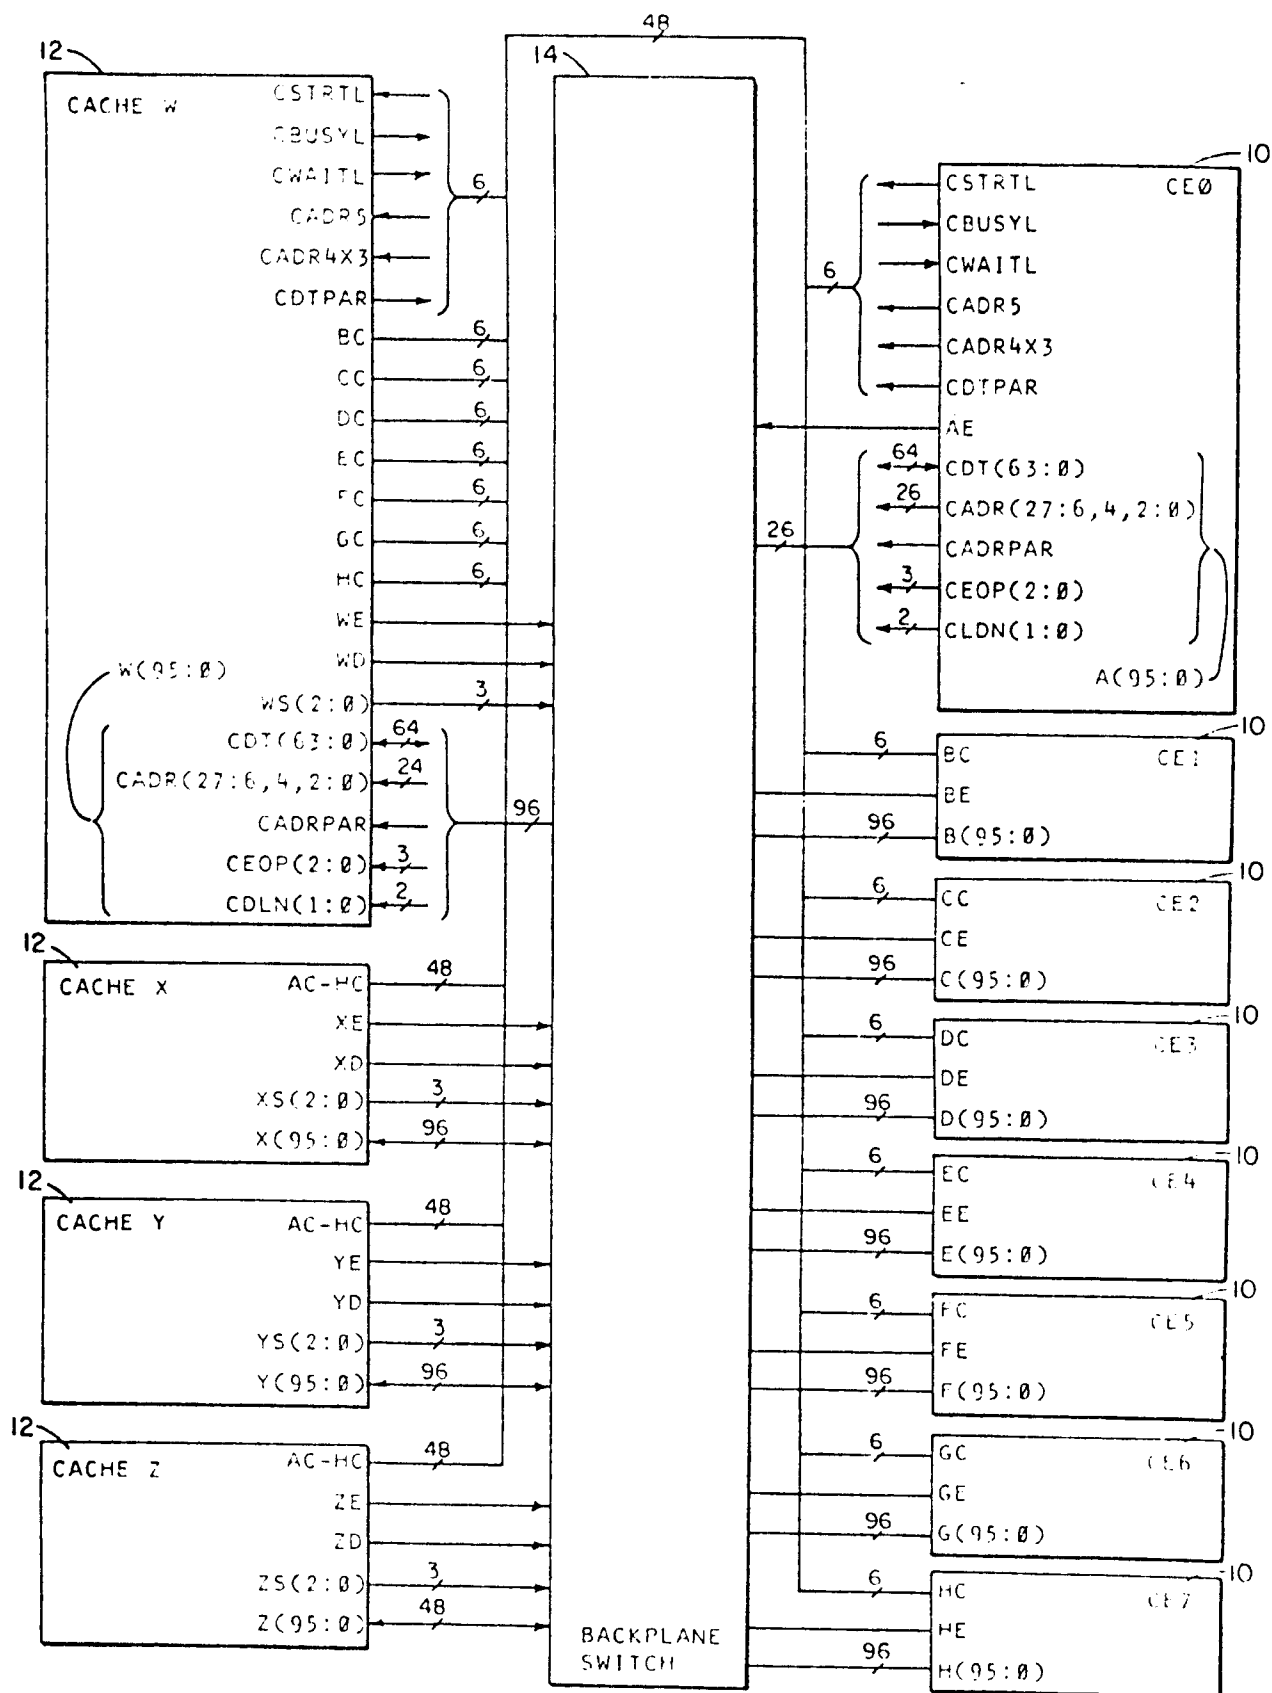 48
12
CACHE W
CSTRTL
CBUSYL
CWAITL
CADR5
CADR4X3
CDTPAR
6
BC 6
CC 6
DC 6
EC 6
FC 6
GC 6
HC 6
WE
WD
W(95:0)
WS(2:0) 3
CDT(63:0) 64
CADR(27:6,4,2:0) 24
CADRPAR
CEOP(2:0) 3
CDLN(1:0) 2
96
12
CACHE X
AC-HC 48
XE
XD
XS(2:0) 3
X(95:0) 96
12
CACHE Y
AC-HC 48
YE
YD
YS(2:0) 3
Y(95:0) 96
12
CACHE Z
AC-HC 48
ZE
ZD
ZS(2:0) 3
Z(95:0) 48
14
BACKPLANE
SWITCH
10
CE0
6
CSTRTL
CBUSYL
CWAITL
CADR5
CADR4X3
CDTPAR
AE
26
64 CDT(63:0)
26 CADR(27:6,4,2:0)
CADRPAR
3 CEOP(2:0)
2 CLDN(1:0)
A(95:0)
10
6 BC CE1
BE
96 B(95:0)
10
6 CC CE2
CE
96 C(95:0)
10
6 DC CE3
DE
96 D(95:0)
10
6 EC CE4
EE
96 E(95:0)
10
6 FC CE5
FE
96 F(95:0)
10
6 GC CE6
GE
96 G(95:0)
10
6 HC CE7
HE
96 H(95:0)